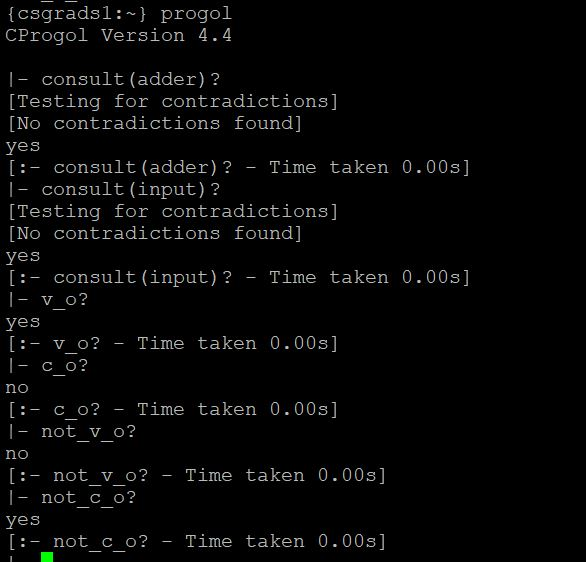 {csgrads1:~} progol
CProgol Version 4.4
|- consult(adder)?
[Testing for contradictions]
[No contradictions found]
yes
[:- consult(adder)? - Time taken 0.00s]
|- consult(input)?
[Testing for contradictions]
[No contradictions found]
yes
[:- consult(input)? - Time taken 0.00s]
|- v_o?
yes
[:- v_o? - Time taken 0.00s]
|- c_o?
no
[:- c_o? - Time taken 0.00s]
|- not_v_o?
no
[:- not_v_o? - Time taken 0.00s]
|- not_c_o?
yes
[:- not_c_o? - Time taken 0.00s]
|-